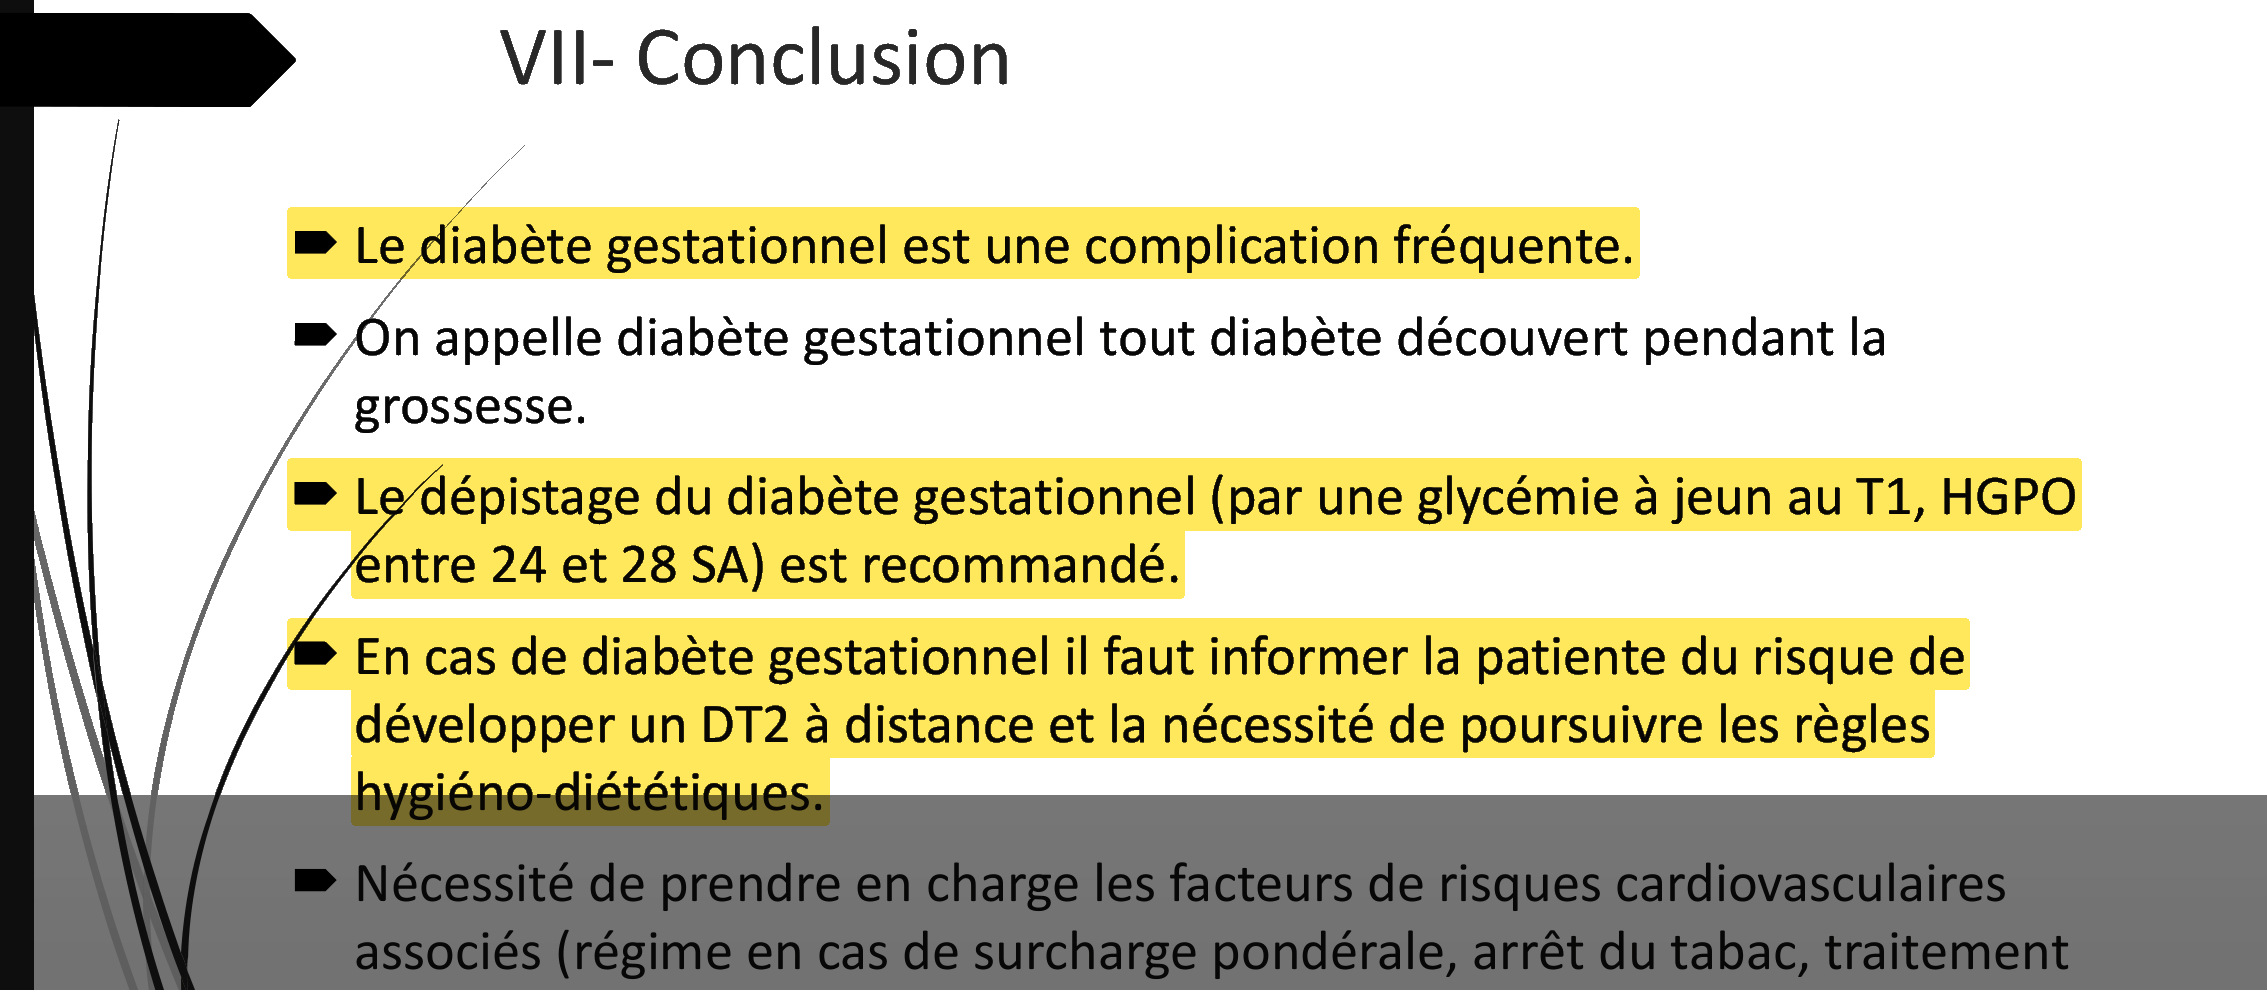 VII- Conclusion
Le diabète gestationnel est une complication fréquente.
On appelle diabète gestationnel tout diabète découvert pendant la
grossesse.
Le dépistage du diabète gestationnel (par une glycémie à jeun au T1, HGPO
entre 24 et 28 SA) est recommandé.
En cas de diabète gestationnel il faut informer la patiente du risque de
développer un DT2 à distance et la nécessité de poursuivre les règles
hygiéno-diététiques.
Nécessité de prendre en charge les facteurs de risques cardiovasculaires
associés (régime en cas de surcharge pondérale, arrêt du tabac, traitement